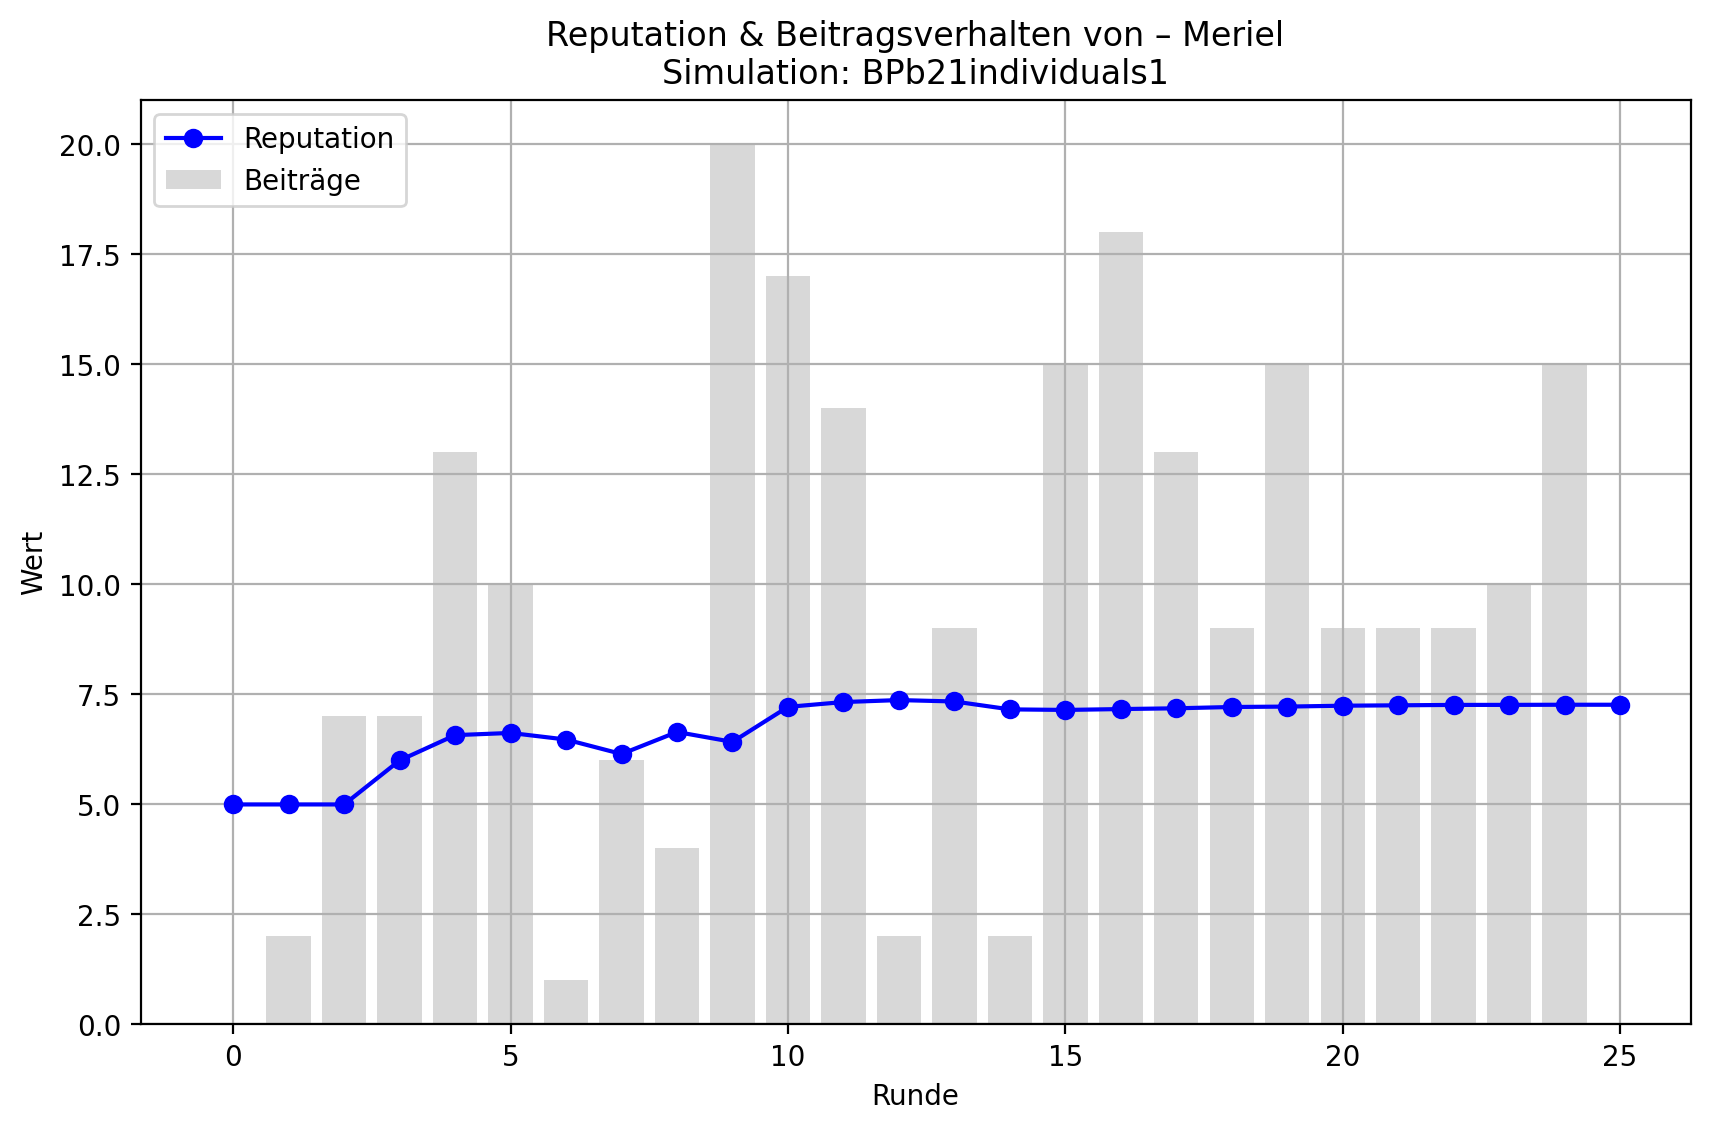 Reputation & Beitragsverhalten von – Meriel
Simulation: BPb21individuals1
Reputation
Beiträge
20.0
17.5
15.0
12.5
10.0
7.5
5.0
2.5
0.0
Wert
0 5 10 15 20 25
Runde